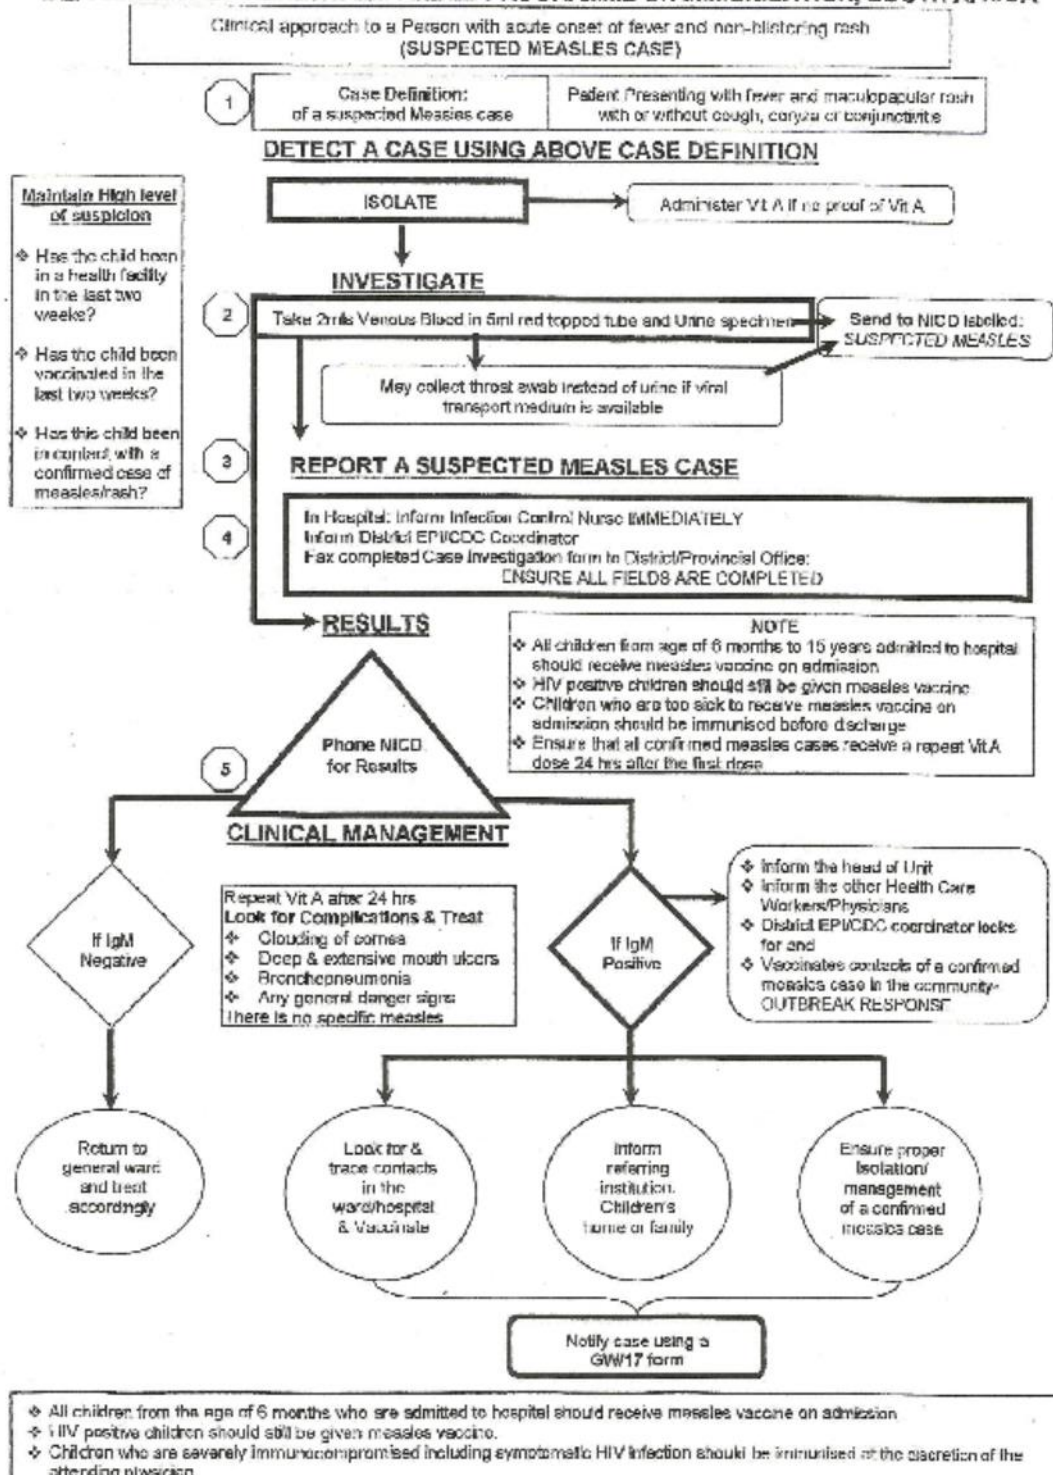 Clinical approach to a Person with acute onset of fever and non-blistering rash
(SUSPECTED MEASLES CASE)
1
Case Definition:
of a suspected Measles case
Patient Presenting with fever and maculopapular rash
with or without cough, coryza or conjunctivitis
DETECT A CASE USING ABOVE CASE DEFINITION
Maintain High level
of suspicion
❖ Has the child been
in a health facility
in the last two
weeks?
❖ Has the child been
vaccinated in the
last two weeks?
❖ Has this child been
in contact with a
confirmed case of
measles/rash?
ISOLATE
Administer Vit A if no proof of Vit A
INVESTIGATE
2
Take 2mls Venous Blood in 5ml red topped tube and Urine specimen
Send to NICD labelled:
SUSPECTED MEASLES
May collect throat swab instead of urine if viral
transport medium is available
3
REPORT A SUSPECTED MEASLES CASE
4
In Hospital: Inform Infection Control Nurse IMMEDIATELY
Inform District EPI/CDC Coordinator
Fax completed Case Investigation form to District/Provincial Office:
ENSURE ALL FIELDS ARE COMPLETED
RESULTS
NOTE
❖ All children from age of 6 months to 15 years admitted to hospital
should receive measles vaccine on admission
❖ HIV positive children should still be given measles vaccine
❖ Children who are too sick to receive measles vaccine on
admission should be immunised before discharge
❖ Ensure that all confirmed measles cases receive a repeat Vit A
dose 24 hrs after the first dose
5
Phone NICD
for Results
CLINICAL MANAGEMENT
If IgM
Negative
Repeat Vit A after 24 hrs
Look for Complications & Treat
❖ Clouding of cornea
❖ Deep & extensive mouth ulcers
❖ Bronchopneumonia
❖ Any general danger signs
There is no specific measles
If IgM
Positive
❖ Inform the head of Unit
❖ Inform the other Health Care
Workers/Physicians
❖ District EPI/CDC coordinator looks
for and
❖ Vaccinates contacts of a confirmed
measles case in the community-
OUTBREAK RESPONSE
Return to
general ward
and treat
accordingly
Look for &
trace contacts
in the
ward/hospital
& Vaccinate
Inform
referring
institution.
Children's
home or family
Ensure proper
Isolation/
management
of a confirmed
measles case
Notify case using a
GW/17 form
❖ All children from the age of 6 months who are admitted to hospital should receive measles vaccine on admission
❖ HIV positive children should still be given measles vaccine.
❖ Children who are severely immunocompromised including symptomatic HIV infection should be immunised at the discretion of the
attending physician